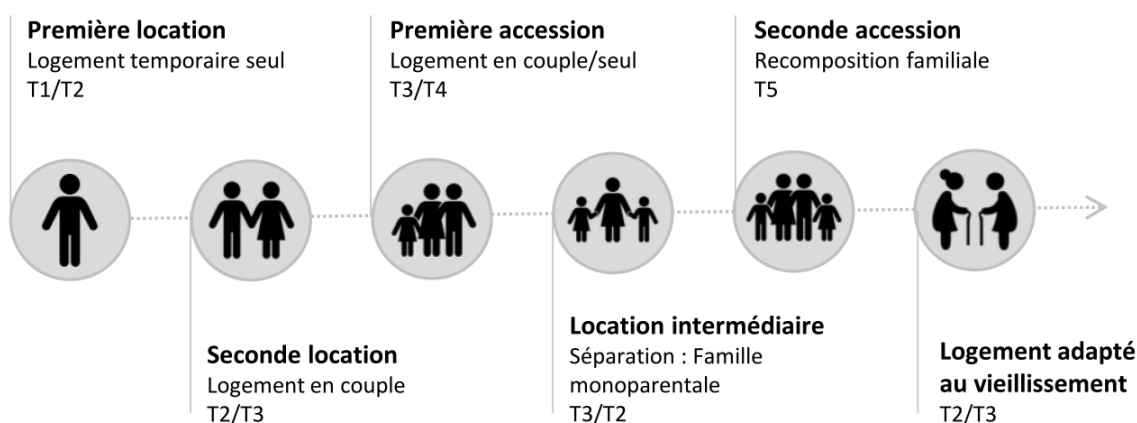 Première location
Logement temporaire seul
T1/T2
Première accession
Logement en couple/seul
T3/T4
Seconde accession
Recomposition familiale
T5
Seconde location
Logement en couple
T2/T3
Location intermédiaire
Séparation : Famille
monoparentale
T3/T2
Logement adapté
au vieillissement
T2/T3